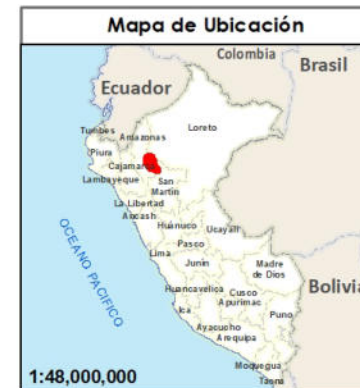 Mapa de Ubicación
Colombia
Brasil
Ecuador
Tumbes
Amazonas
Loreto
Piura
Cajamarca
Lambayeque
San
Martin
La Libertad
Ancash
Huánuco
Ucayali
Pasco
Lima
Junin
Madre
de Dios
Huancavelica
Cusco
Bolivia
Apurimac
Ica
Puno
Ayacucho
Arequipa
Moquegua
Tacna
OCEANO PACIFICO
1:48,000,000